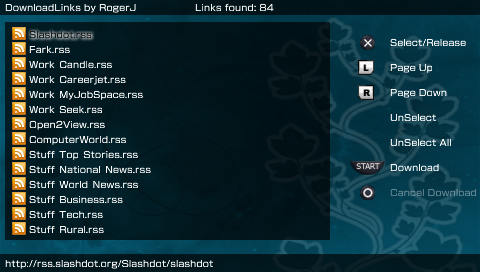 DownloadLinks by RogerJ Links found: 84
Slashdot.rss
Fark.rss
Work Candle.rss
Work Careerjet.rss
Work MyJobSpace.rss
Work Seek.rss
Open2View.rss
ComputerWorld.rss
Stuff Top Stories.rss
Stuff National News.rss
Stuff World News.rss
Stuff Business.rss
Stuff Tech.rss
Stuff Rural.rss
Select/Release
L Page Up
R Page Down
UnSelect
UnSelect All
START Download
Cancel Download
http://rss.slashdot.org/Slashdot/slashdot